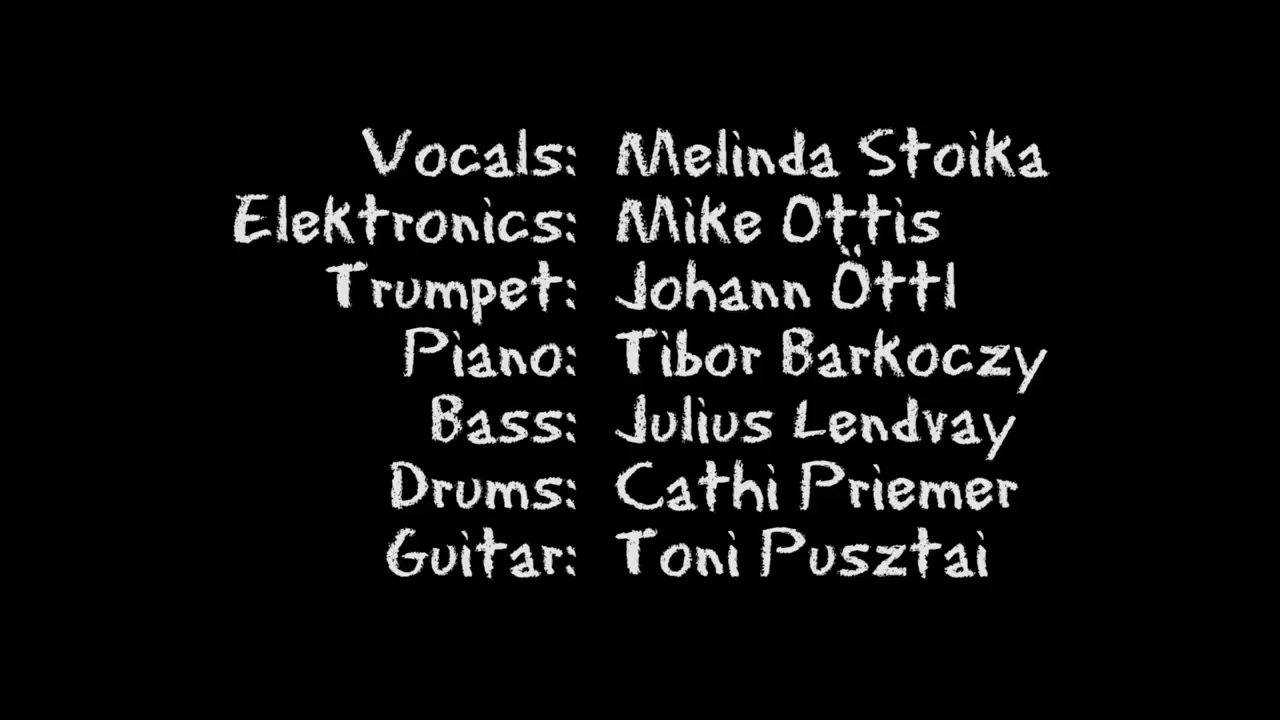 Vocals: Melinda Stoika
Elektronics: Mike Ottis
Trumpet: Johann Öttl
Piano: Tibor Barkoczy
Bass: Julius Lendvay
Drums: Cathi Priemer
Guitar: Toni Pusztai